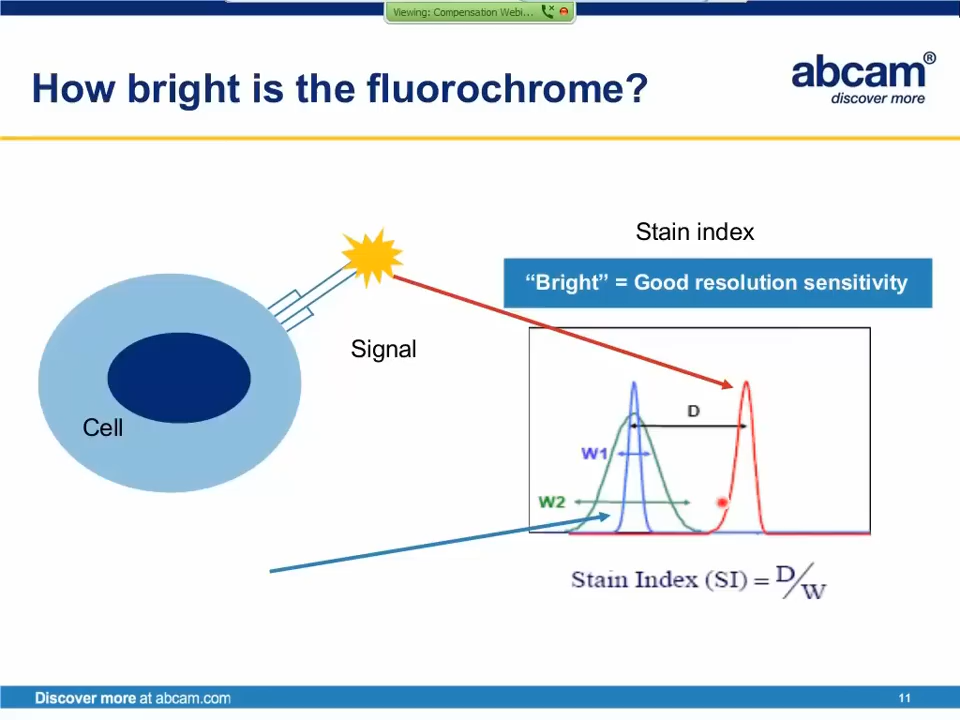 Viewing: Compensation Webi...
How bright is the fluorochrome?
abcam®
discover more
Stain index
"Bright" = Good resolution sensitivity
Signal
Cell
D
W1
W2
Stain Index (SI) = D/W
Discover more at abcam.com
11